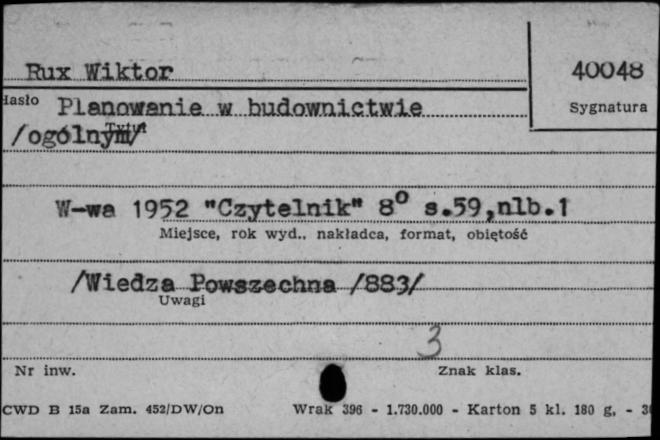 Rux Wiktor
40048
Hasło Planowanie w budownictwie
Sygnatura
/ogólnym/
W-wa 1952 "Czytelnik" 8° s.59,nlb.1
Miejsce, rok wyd., nakładca, format, obiętość
/Wiedza Powszechna /883/
Uwagi
3
Nr inw.
Znak klas.
CWD B 15a Zam. 452/DW/On
Wrak 396 - 1.730.000 - Karton 5 kl. 180 g, -